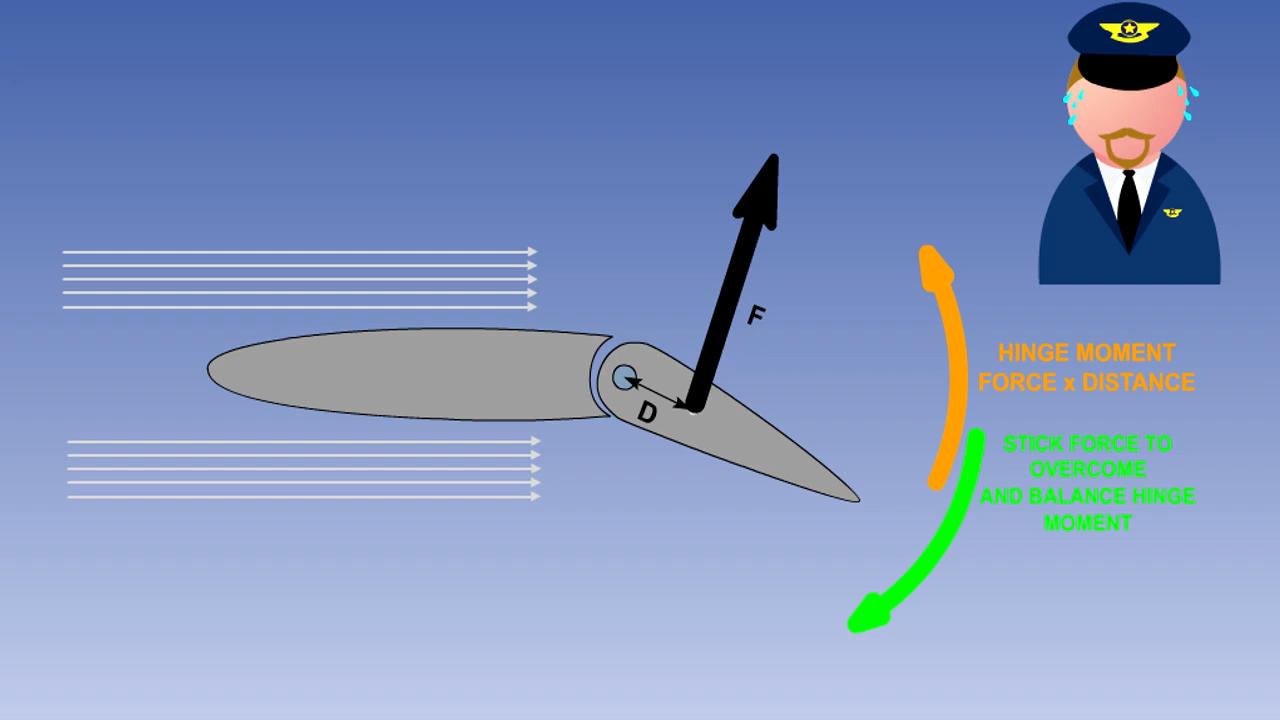 F
D
HINGE MOMENT
FORCE x DISTANCE
STICK FORCE TO
OVERCOME
AND BALANCE HINGE
MOMENT